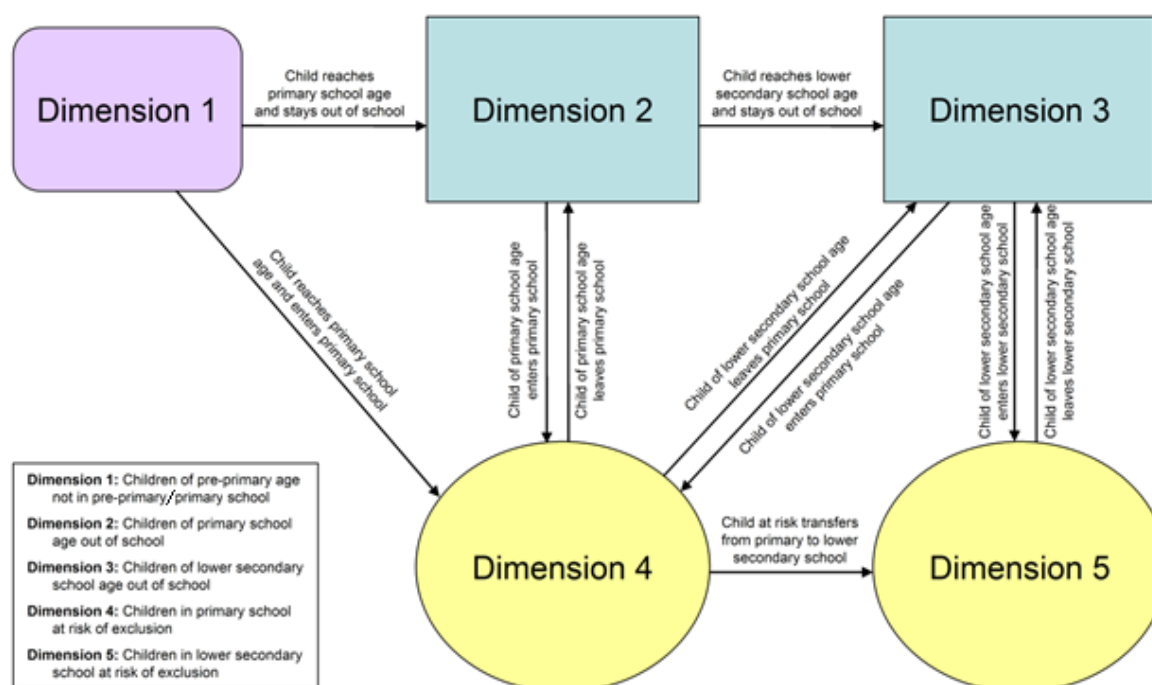 Dimension 1
Child reaches
primary school age
and stays out of school
Dimension 2
Child reaches lower
secondary school age
and stays out of school
Dimension 3
Child reaches primary school
age and enters primary school
Child of primary school age
enters primary school
Child of primary school age
leaves primary school
Child of lower secondary school age
leaves primary school
Child of lower secondary school age
enters primary school
Child of lower secondary school age
enters lower secondary school
Child of lower secondary school age
leaves lower secondary school
Dimension 4
Child at risk transfers
from primary to lower
secondary school
Dimension 5
Dimension 1: Children of pre-primary age
not in pre-primary/primary school
Dimension 2: Children of primary school
age out of school
Dimension 3: Children of lower secondary
school age out of school
Dimension 4: Children in primary school
at risk of exclusion
Dimension 5: Children in lower secondary
school at risk of exclusion